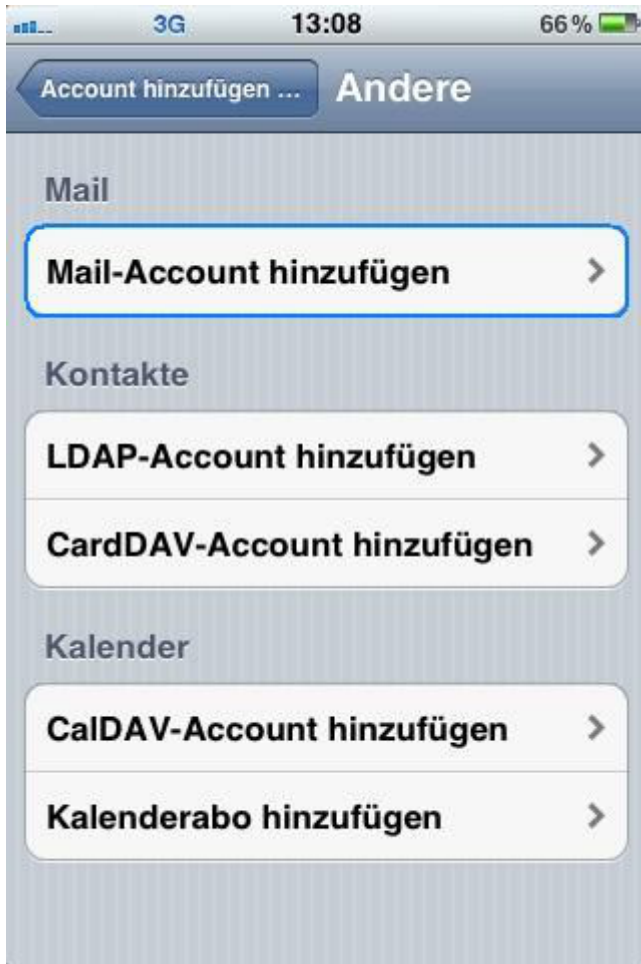 3G 13:08 66 %
Account hinzufügen ... Andere
Mail
Mail-Account hinzufügen
Kontakte
LDAP-Account hinzufügen
CardDAV-Account hinzufügen
Kalender
CalDAV-Account hinzufügen
Kalenderabo hinzufügen